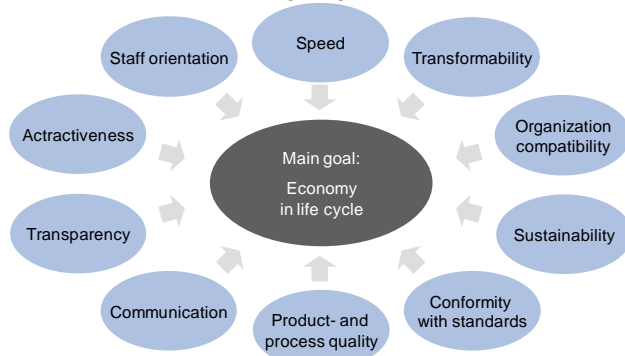 Speed
Staff orientation
Transformability
Actractiveness
Organization
compatibility
Main goal:
Economy
in life cycle
Transparency
Sustainability
Communication
Product- and
process quality
Conformity
with standards